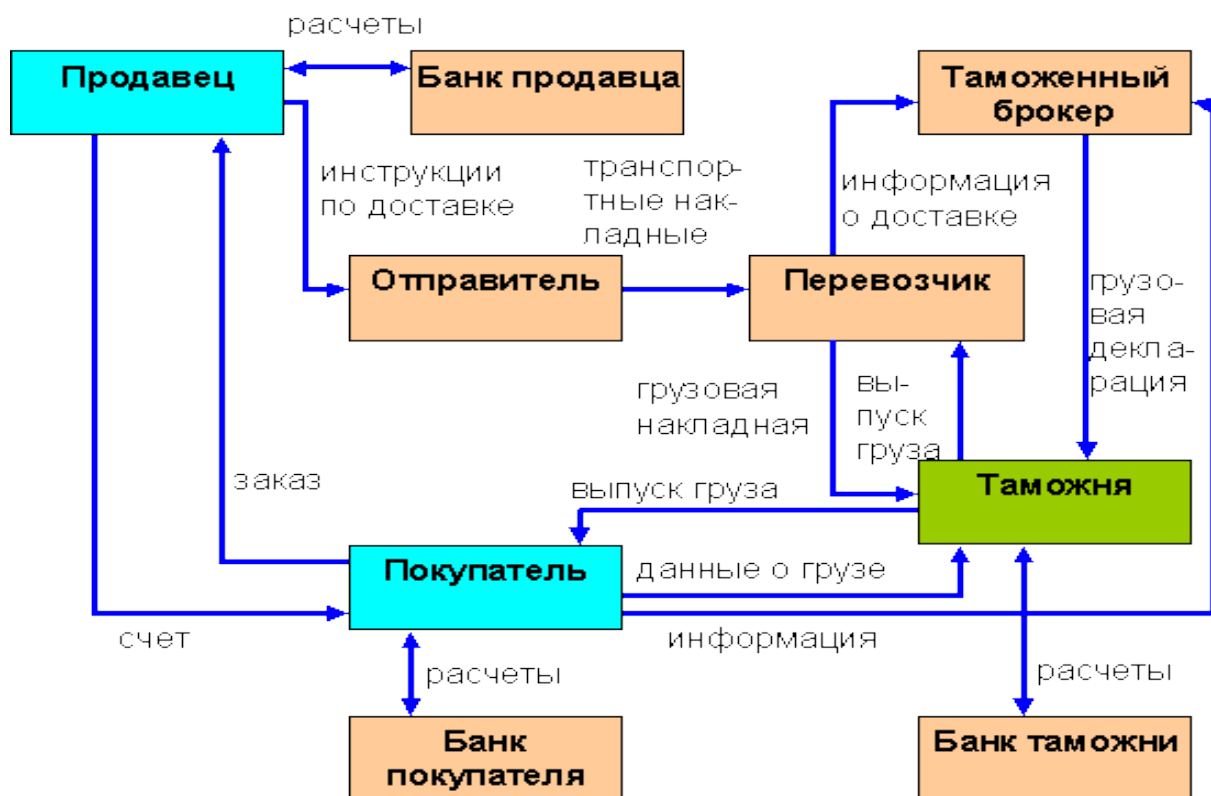 расчеты
Продавец
Банк продавца
Таможенный
брокер
инструкции
по доставке
транспор-
тные нак-
ладные
информация
о доставке
Отправитель
Перевозчик
грузо-
вая
декла-
рация
грузовая
накладная
вы-
пуск
груза
заказ
выпуск груза
Таможня
Покупатель
данные о грузе
счет
информация
расчеты
расчеты
Банк
покупателя
Банк таможни